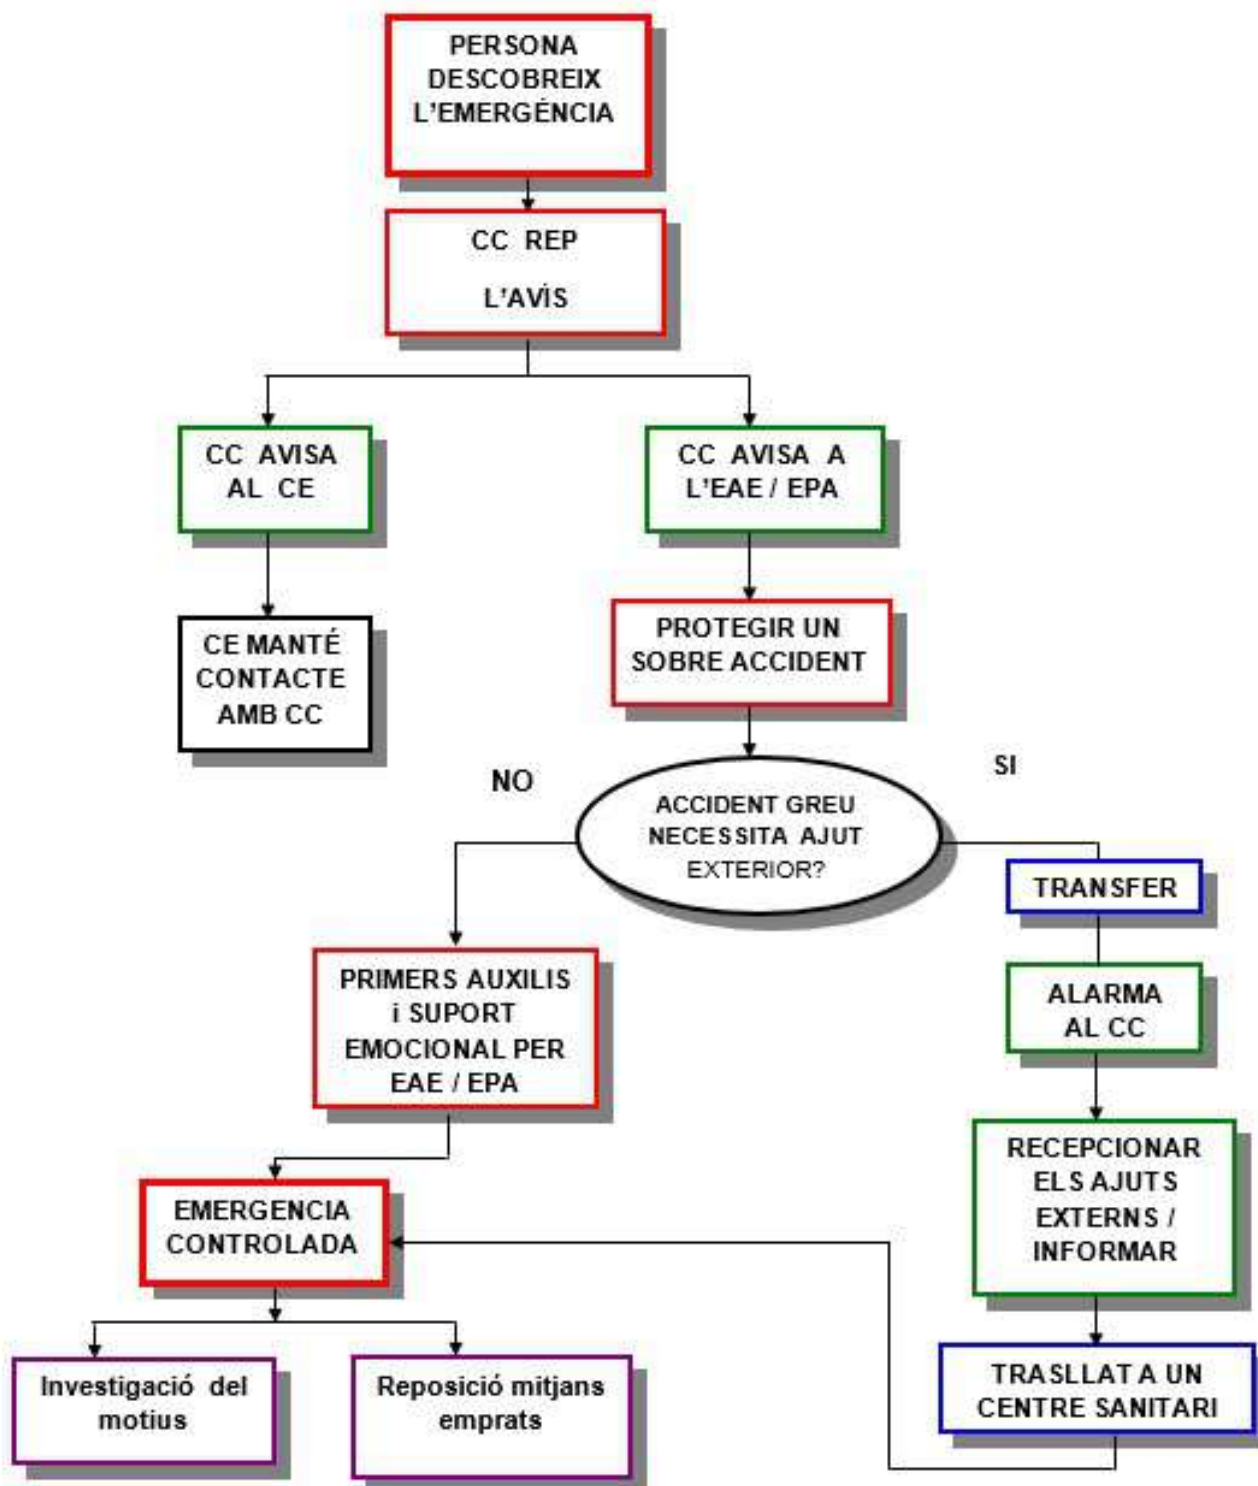 PERSONA
DESCOBREIX
L'EMERGÈNCIA
CC REP
L'AVÍS
CC AVISA
AL CE
CC AVISA A
L'EAE / EPA
CE MANTÉ
CONTACTE
AMB CC
PROTEGIR UN
SOBRE ACCIDENT
NO
SI
ACCIDENT GREU
NECESSITA AJUT
EXTERIOR?
TRANSFER
PRIMERS AUXILIS
i SUPORT
EMOCIONAL PER
EAE / EPA
ALARMA
AL CC
RECEPCIONAR
ELS AJUTS
EXTERNS /
INFORMAR
EMERGENCIA
CONTROLADA
Investigació del
motius
Reposició mitjans
emprats
TRASLLAT A UN
CENTRE SANITARI